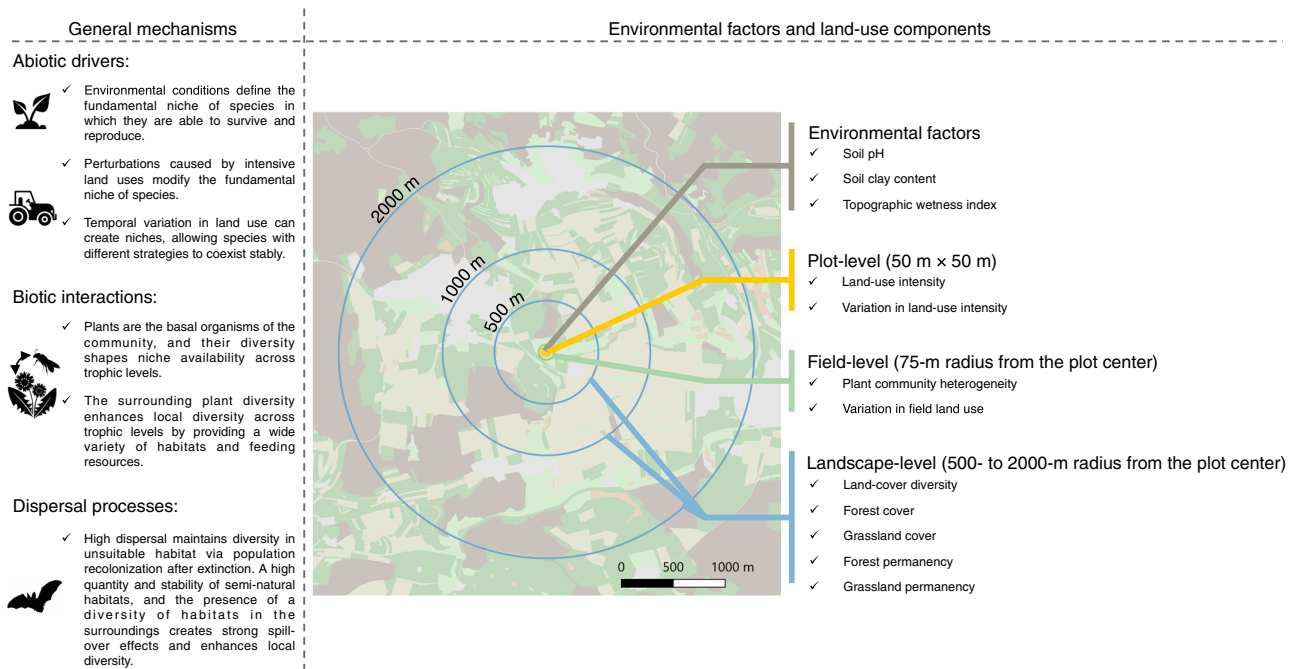 General mechanisms
Environmental factors and land-use components
Abiotic drivers:
✓ Environmental conditions define the
fundamental niche of species in
which they are able to survive and
reproduce.
✓ Perturbations caused by intensive
land uses modify the fundamental
niche of species.
✓ Temporal variation in land use can
create niches, allowing species with
different strategies to coexist stably.
Biotic interactions:
✓ Plants are the basal organisms of the
community, and their diversity
shapes niche availability across
trophic levels.
✓ The surrounding plant diversity
enhances local diversity across
trophic levels by providing a wide
variety of habitats and feeding
resources.
Dispersal processes:
✓ High dispersal maintains diversity in
unsuitable habitat via population
recolonization after extinction. A high
quantity and stability of semi-natural
habitats, and the presence of a
diversity of habitats in the
surroundings creates strong spill-
over effects and enhances local
diversity.
2000 m
1000 m
500 m
0 500 1000 m
Environmental factors
✓ Soil pH
✓ Soil clay content
✓ Topographic wetness index
Plot-level (50 m × 50 m)
✓ Land-use intensity
✓ Variation in land-use intensity
Field-level (75-m radius from the plot center)
✓ Plant community heterogeneity
✓ Variation in field land use
Landscape-level (500- to 2000-m radius from the plot center)
✓ Land-cover diversity
✓ Forest cover
✓ Grassland cover
✓ Forest permanency
✓ Grassland permanency